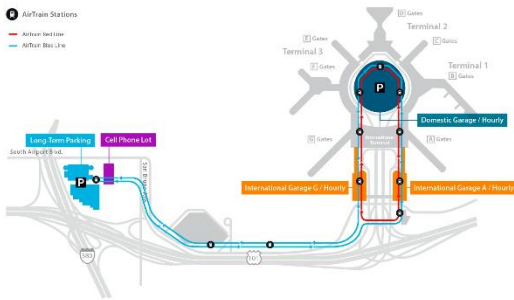 AirTrain Stations
AirTrain Red Line
AirTrain Blue Line
D Gates
Terminal 2
E Gates
C Gates
Terminal 3
F Gates
Terminal 1
B Gates
P
Domestic Garage / Hourly
Long Term Parking
Cell Phone Lot
International
Terminal
G Gates
A Gates
South Airport Blvd.
P
International Garage G / Hourly
International Garage A / Hourly
380
101